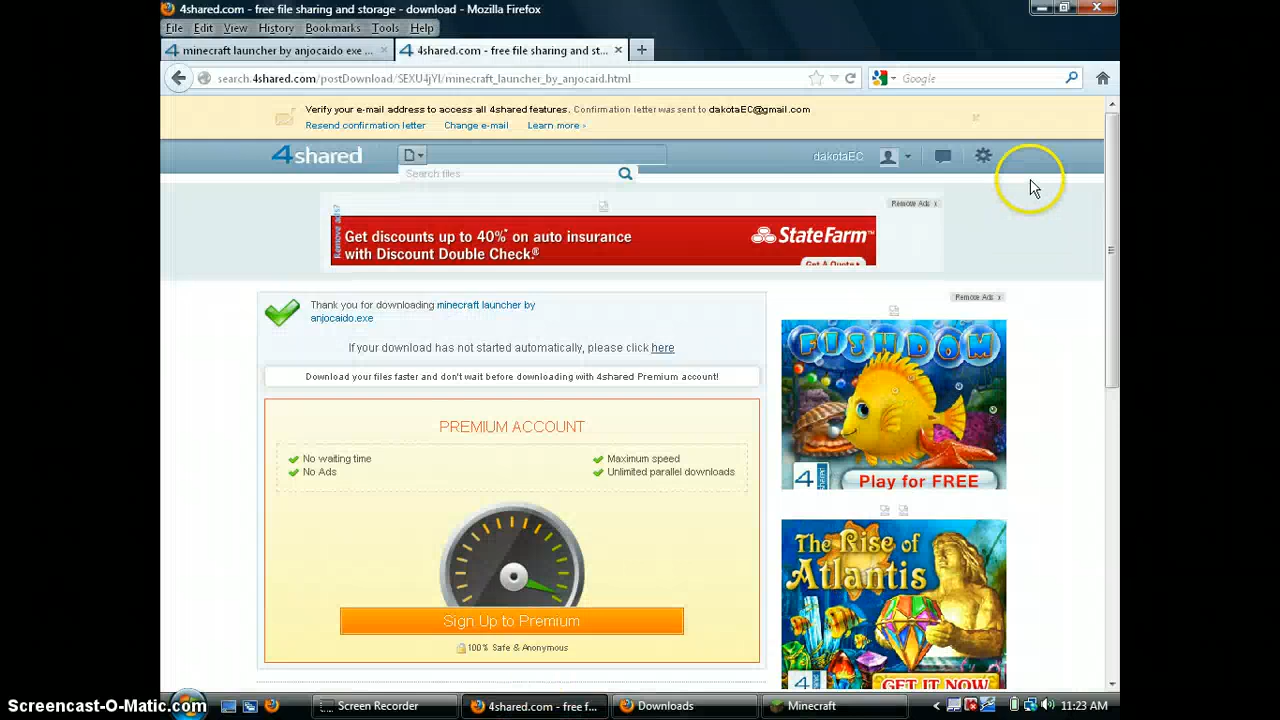 4shared.com - free file sharing and storage - download - Mozilla Firefox
File Edit View History Bookmarks Tools Help
minecraft launcher by anjocaido exe ... ×
4shared.com - free file sharing and st... ×
search.4shared.com/postDownload/SEXU4jYI/minecraft_launcher_by_anjocaid.html
Google
Verify your e-mail address to access all 4shared features. Confirmation letter was sent to dakotaEC@gmail.com
Resend confirmation letter Change e-mail Learn more
4shared
dakotaEC
Search files
Remove Ads x
Remove ads?
Get discounts up to 40%* on auto insurance
with Discount Double Check.®
StateFarm™
Get A Quote
Thank you for downloading minecraft launcher by
anjocaido.exe
If your download has not started automatically, please click here
Download your files faster and don't wait before downloading with 4shared Premium account!
PREMIUM ACCOUNT
No waiting time
No Ads
Maximum speed
Unlimited parallel downloads
Sign Up to Premium
100% Safe & Anonymous
Remove Ads x
FISHDOM
4shared
Play for FREE
The Rise of
Atlantis
4
GET IT NOW
Screen Recorder
4shared.com - free f...
Downloads
Minecraft
11:23 AM
Screencast-O-Matic.com